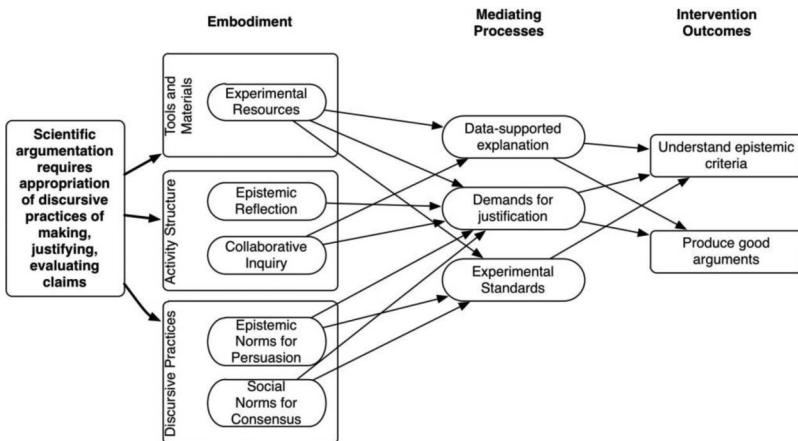 Embodiment
Mediating
Processes
Intervention
Outcomes
Scientific
argumentation
requires
appropriation
of discursive
practices of
making,
justifying,
evaluating
claims
Tools and
Materials
Experimental
Resources
Activity Structure
Epistemic
Reflection
Collaborative
Inquiry
Discursive Practices
Epistemic
Norms for
Persuasion
Social
Norms for
Consensus
Data-supported
explanation
Demands for
justification
Experimental
Standards
Understand epistemic
criteria
Produce good
arguments